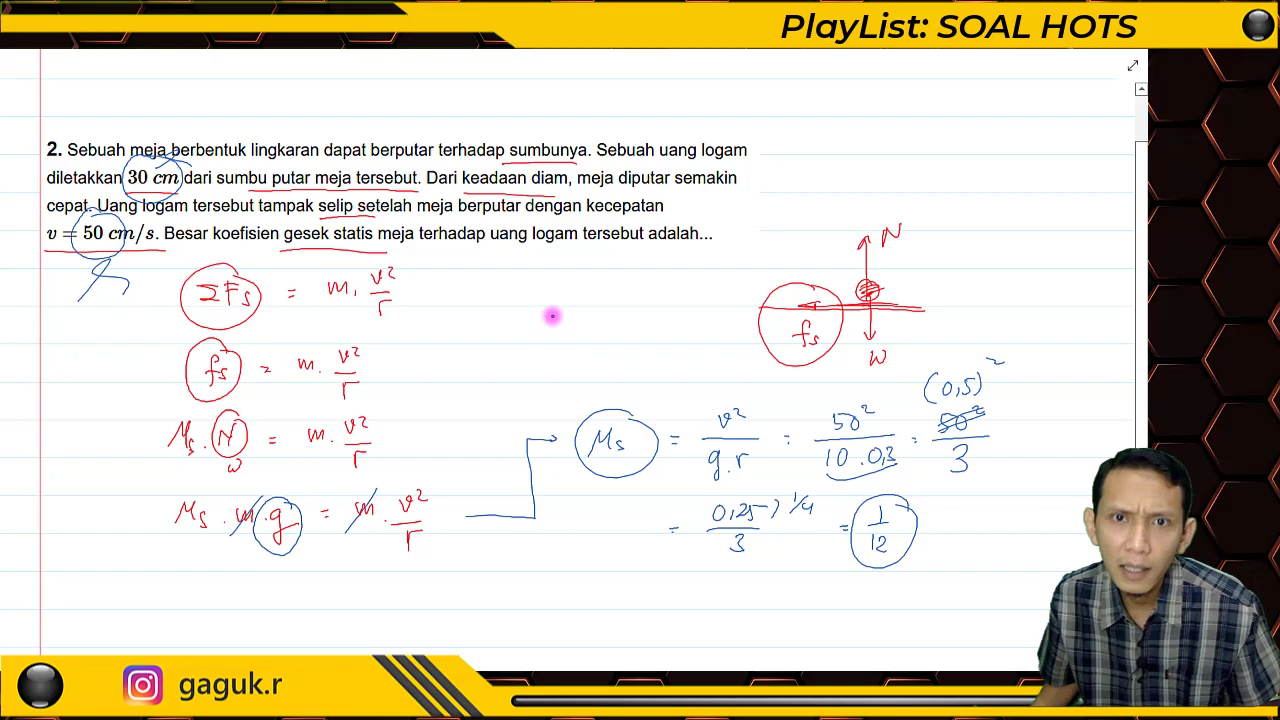 PlayList: SOAL HOTS
2. Sebuah meja berbentuk lingkaran dapat berputar terhadap sumbunya. Sebuah uang logam
diletakkan 30 cm dari sumbu putar meja tersebut. Dari keadaan diam, meja diputar semakin
cepat. Uang logam tersebut tampak selip setelah meja berputar dengan kecepatan
v = 50 cm/s. Besar koefisien gesek statis meja terhadap uang logam tersebut adalah...
ΣFs = m. v²/r
fs = m. v²/r
μs . N = m. v²/r
w
μs . m .g = m. v²/r
N
fs
w
(0,5)²
μs = v²/g.r = 50²/10.0,3 = 50²/3
= 0,25/3 → 1/4 = 1/12
gaguk.r